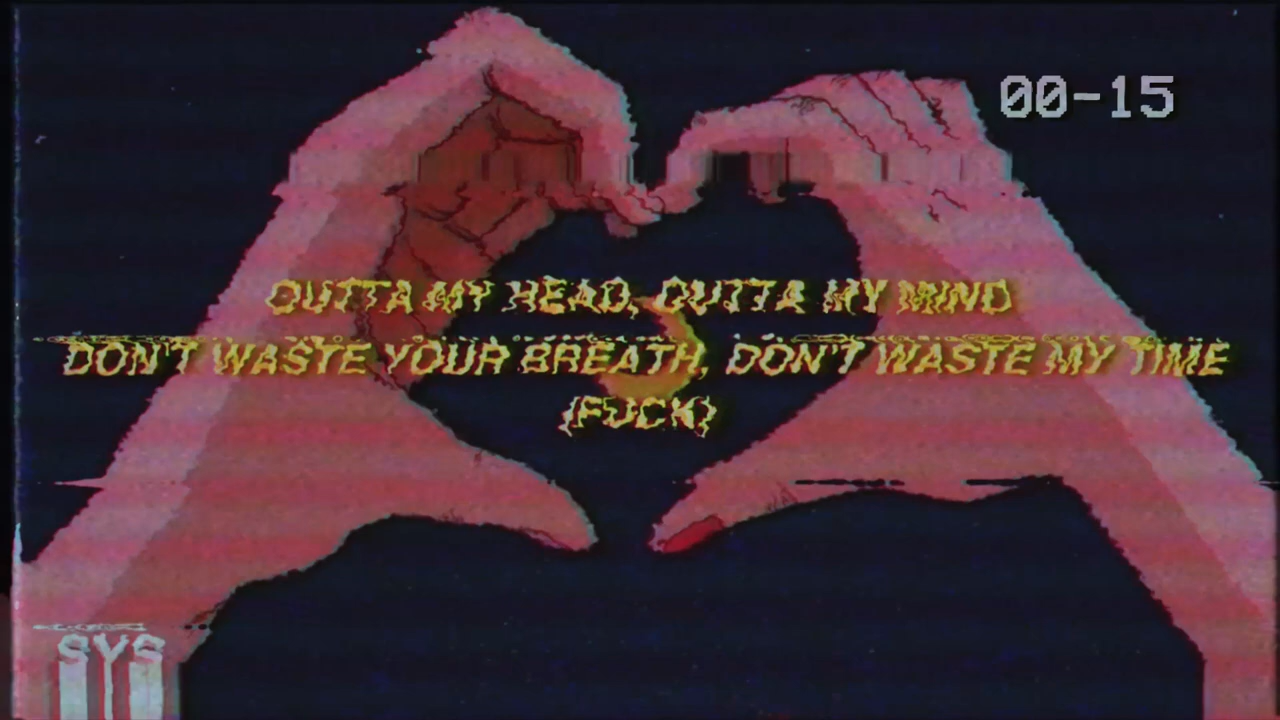 00-15
OUTTA MY HEAD, OUTTA MY MIND
DON'T WASTE YOUR BREATH, DON'T WASTE MY TIME
(FUCK)
SYS